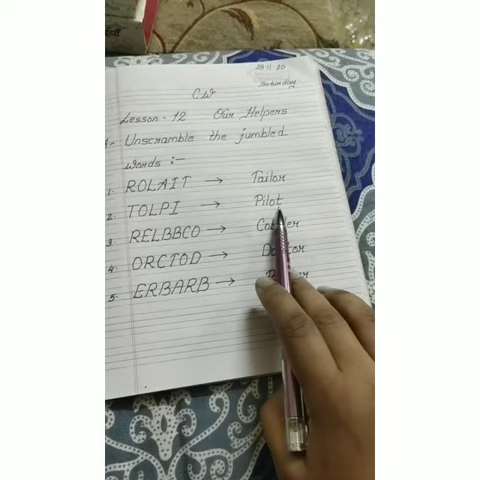 28·11·20
Saturday
C.W
Lesson - 12 Our Helpers
Unscramble the jumbled
words :-
1. ROLAIT → Tailor
2. TOLPI → Pilot
3. RELBBCO →
4. ORCTOD →
5. ERBARB →